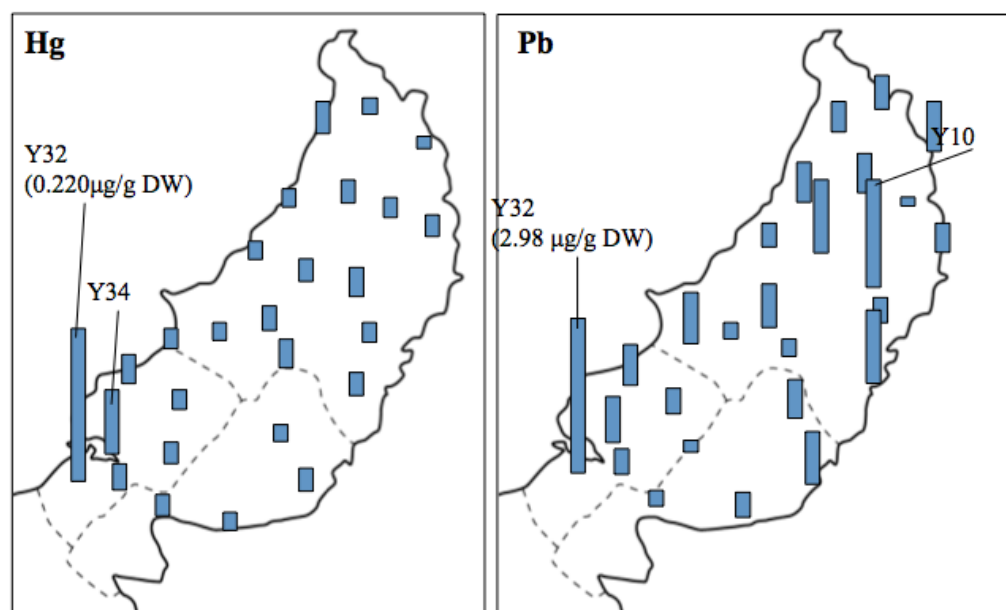 Hg
Y32
(0.220μg/g DW)
Y34
Pb
Y10
Y32
(2.98 μg/g DW)